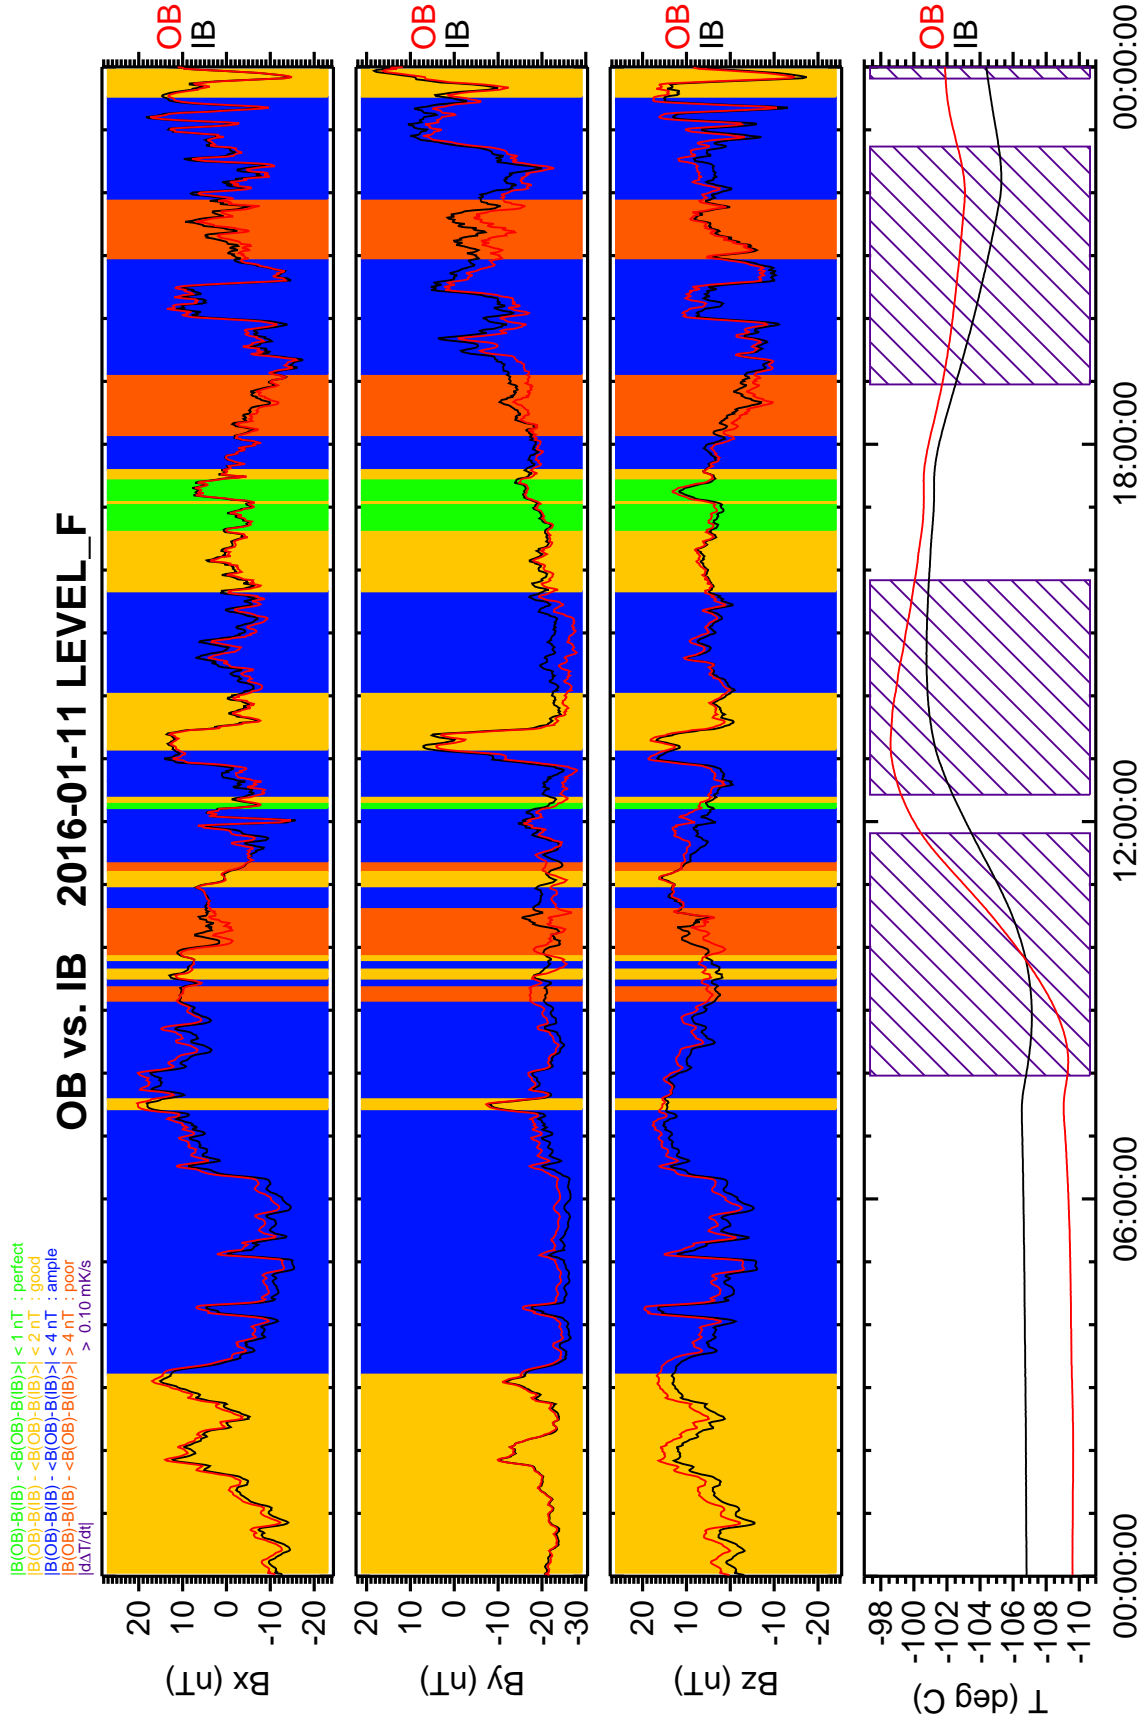 OB vs. IB 2016-01-11 LEVEL_F
|B(OB)-B(IB) - <B(OB)-B(IB)>| < 1 nT : perfect
|B(OB)-B(IB) - <B(OB)-B(IB)>| < 2 nT : good
|B(OB)-B(IB) - <B(OB)-B(IB)>| < 4 nT : ample
|B(OB)-B(IB) - <B(OB)-B(IB)>| > 4 nT : poor
|dΔT/dt| > 0.10 mK/s
Bx (nT)
20
10
0
-10
-20
OB
IB
By (nT)
20
10
0
-10
-20
-30
OB
IB
Bz (nT)
20
10
0
-10
-20
OB
IB
T (deg C)
-98
-100
-102
-104
-106
-108
-110
OB
IB
00:00:00
06:00:00
12:00:00
18:00:00
00:00:00